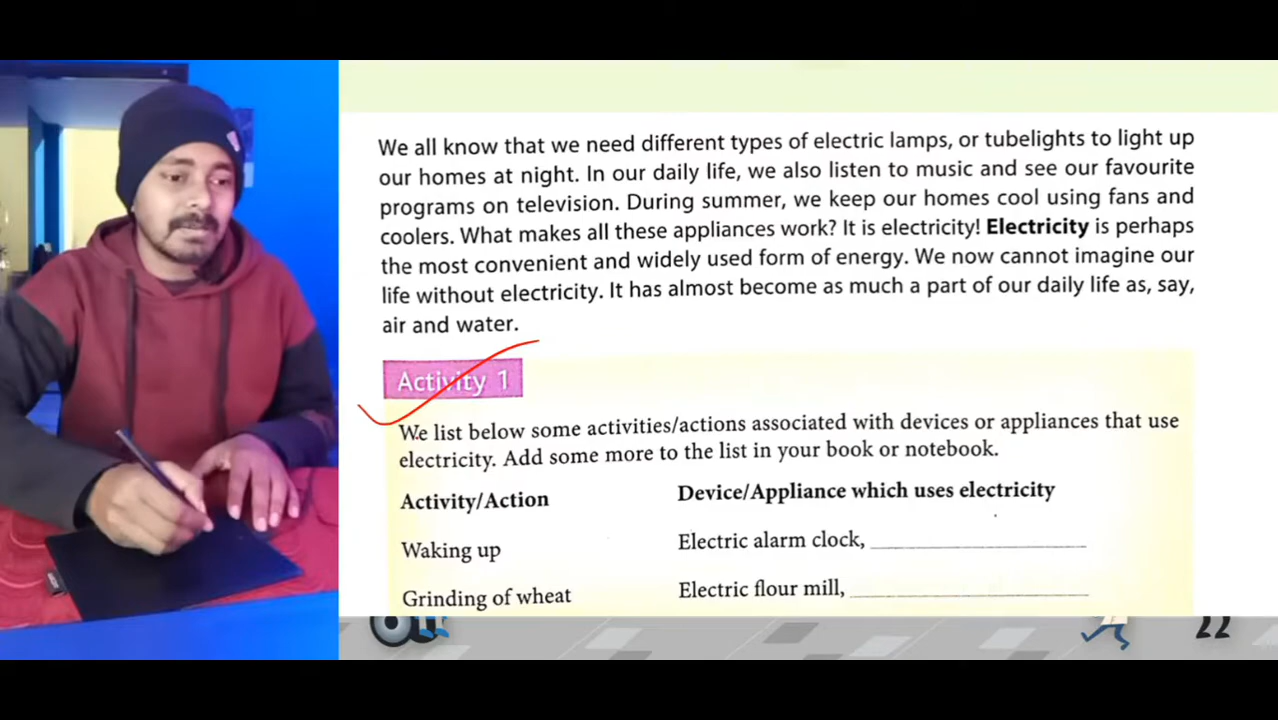 We all know that we need different types of electric lamps, or tubelights to light up
our homes at night. In our daily life, we also listen to music and see our favourite
programs on television. During summer, we keep our homes cool using fans and
coolers. What makes all these appliances work? It is electricity! Electricity is perhaps
the most convenient and widely used form of energy. We now cannot imagine our
life without electricity. It has almost become as much a part of our daily life as, say,
air and water.
Activity 1
We list below some activities/actions associated with devices or appliances that use
electricity. Add some more to the list in your book or notebook.
Activity/Action Device/Appliance which uses electricity
Waking up Electric alarm clock,
Grinding of wheat Electric flour mill,